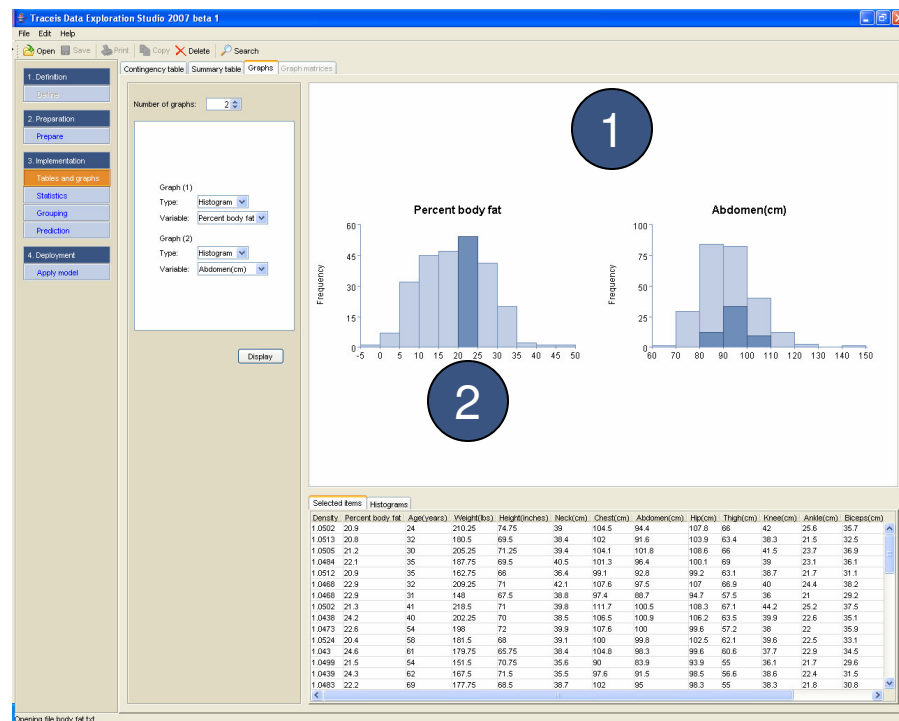 Traceis Data Exploration Studio 2007 beta 1
File Edit Help
Open Save Print Copy Delete Search
1. Definition
Define
2. Preparation
Prepare
3. Implementation
Tables and graphs
Statistics
Grouping
Prediction
4. Deployment
Apply model
Contingency table Summary table Graphs Graph matrices
Number of graphs: 2
Graph (1)
Type: Histogram
Variable: Percent body fat
Graph (2)
Type: Histogram
Variable: Abdomen(cm)
Display
1
Percent body fat
Frequency
60
45
30
15
0
-5 0 5 10 15 20 25 30 35 40 45 50
Abdomen(cm)
Frequency
100
75
50
25
0
60 70 80 90 100 110 120 130 140 150
2
Selected items Histograms
Density Percent body fat Age(years) Weight(lbs) Height(inches) Neck(cm) Chest(cm) Abdomen(cm) Hip(cm) Thigh(cm) Knee(cm) Ankle(cm) Biceps(cm)
1.0502 20.9 24 210.25 74.75 39 104.5 94.4 107.8 66 42 25.6 35.7
1.0513 20.8 32 180.5 69.5 38.4 102 91.6 103.9 63.4 38.3 21.5 32.5
1.0505 21.2 30 205.25 71.25 39.4 104.1 101.8 108.6 66 41.5 23.7 36.9
1.0484 22.1 35 187.75 69.5 40.5 101.3 96.4 100.1 69 39 23.1 36.1
1.0512 20.9 35 162.75 66 36.4 99.1 92.8 99.2 63.1 38.7 21.7 31.1
1.0468 22.9 32 209.25 71 42.1 107.6 97.5 107 66.9 40 24.4 38.2
1.0468 22.9 31 148 67.5 38.8 97.4 88.7 94.7 57.5 36 21 29.2
1.0502 21.3 41 218.5 71 39.8 111.7 100.5 108.3 67.1 44.2 25.2 37.5
1.0438 24.2 40 202.25 70 38.5 106.5 100.9 106.2 63.5 39.9 22.6 35.1
1.0473 22.6 54 198 72 39.9 107.6 100 99.6 57.2 38 22 35.9
1.0524 20.4 58 181.5 68 39.1 100 99.8 102.5 62.1 39.6 22.5 33.1
1.043 24.6 61 179.75 65.75 38.4 104.8 98.3 99.6 60.6 37.7 22.9 34.5
1.0499 21.5 54 151.5 70.75 35.6 90 83.9 93.9 55 36.1 21.7 29.6
1.0439 24.3 62 167.5 71.5 35.5 97.6 91.5 98.5 56.6 38.6 22.4 31.5
1.0483 22.2 69 177.75 68.5 38.7 102 95 98.3 55 38.3 21.8 30.8
Opening file body fat.txt